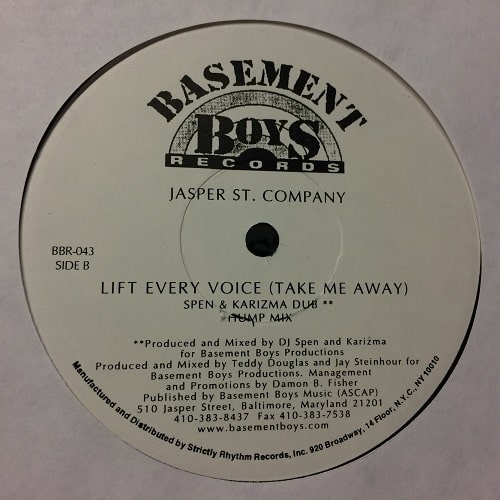 BASEMENT
BOYS
RECORDS
JASPER ST. COMPANY
BBR-043
SIDE B
LIFT EVERY VOICE (TAKE ME AWAY)
SPEN & KARIZMA DUB **
HUMP MIX
**Produced and Mixed by DJ Spen and Karizma
for Basement Boys Productions
Produced and Mixed by Teddy Douglas and Jay Steinhour for
Basement Boys Productions. Management
and Promotions by Damon B. Fisher
Published by Basement Boys Music (ASCAP)
510 Jasper Street, Baltimore, Maryland 21201
410-383-8437 Fax 410-383-7538
www.basementboys.com
Manufactured and Distributed by Strictly Rhythm Records, Inc. 920 Broadway, 14 Floor, N.Y.C., NY 10010